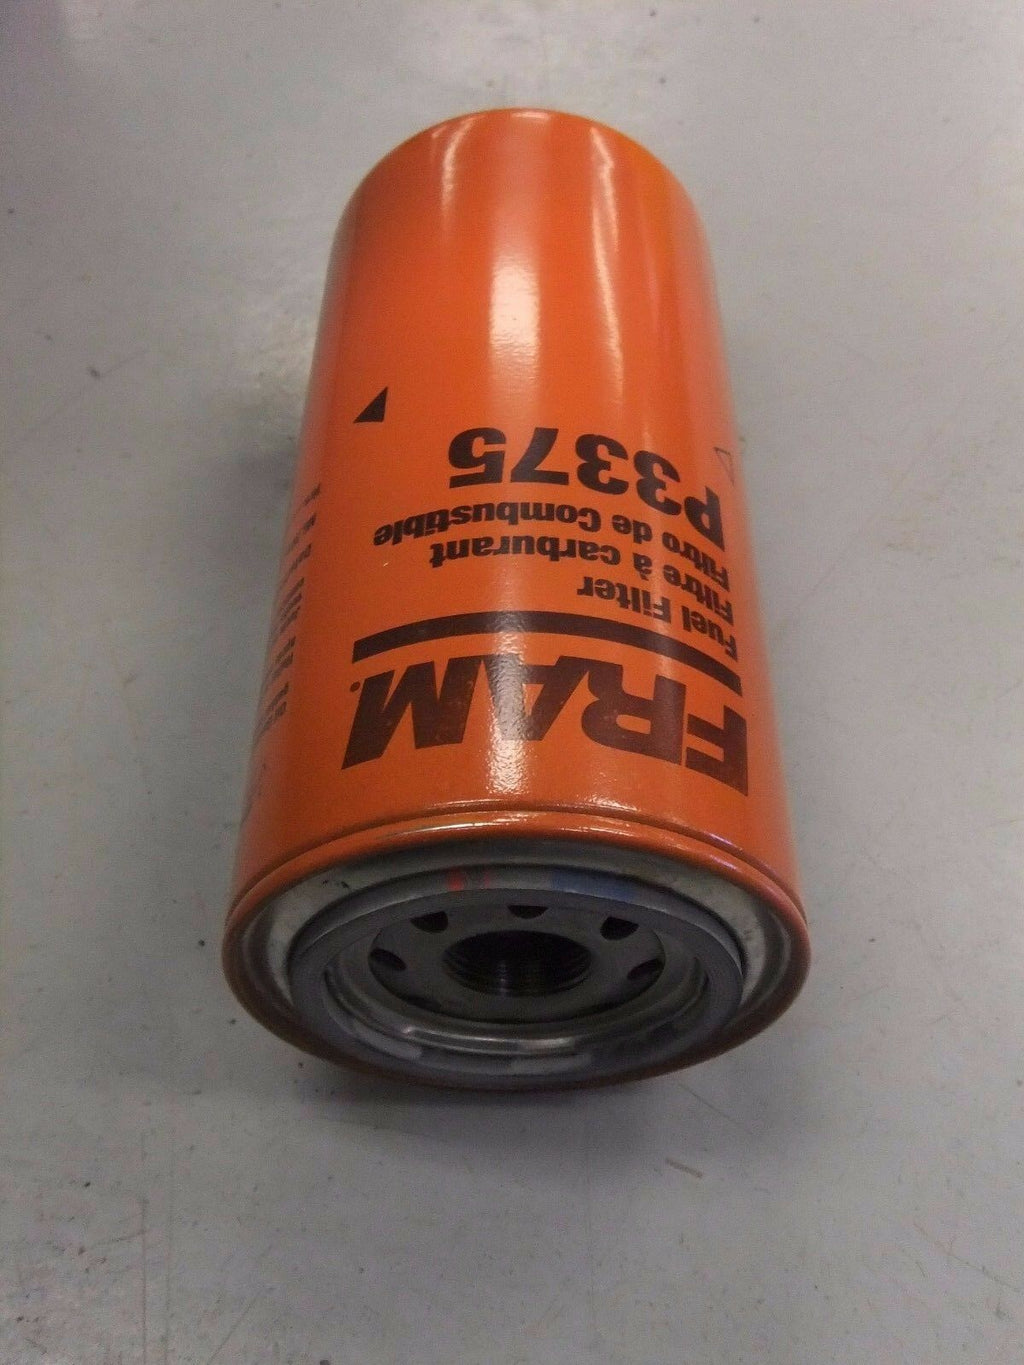 FRAM®
Fuel Filter
Filtre à carburant
Filtro de Combustible
P3375